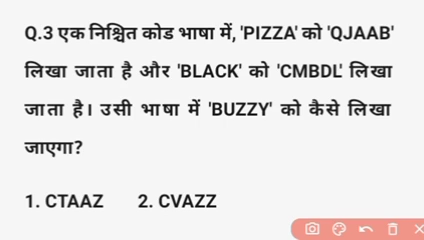 Q.3 एक निश्चित कोड भाषा में, 'PIZZA' को 'QJAAB'
लिखा जाता है और 'BLACK' को 'CMBDL' लिखा
जाता है। उसी भाषा में 'BUZZY' को कैसे लिखा
जाएगा?
1. CTAAZ 2. CVAZZ